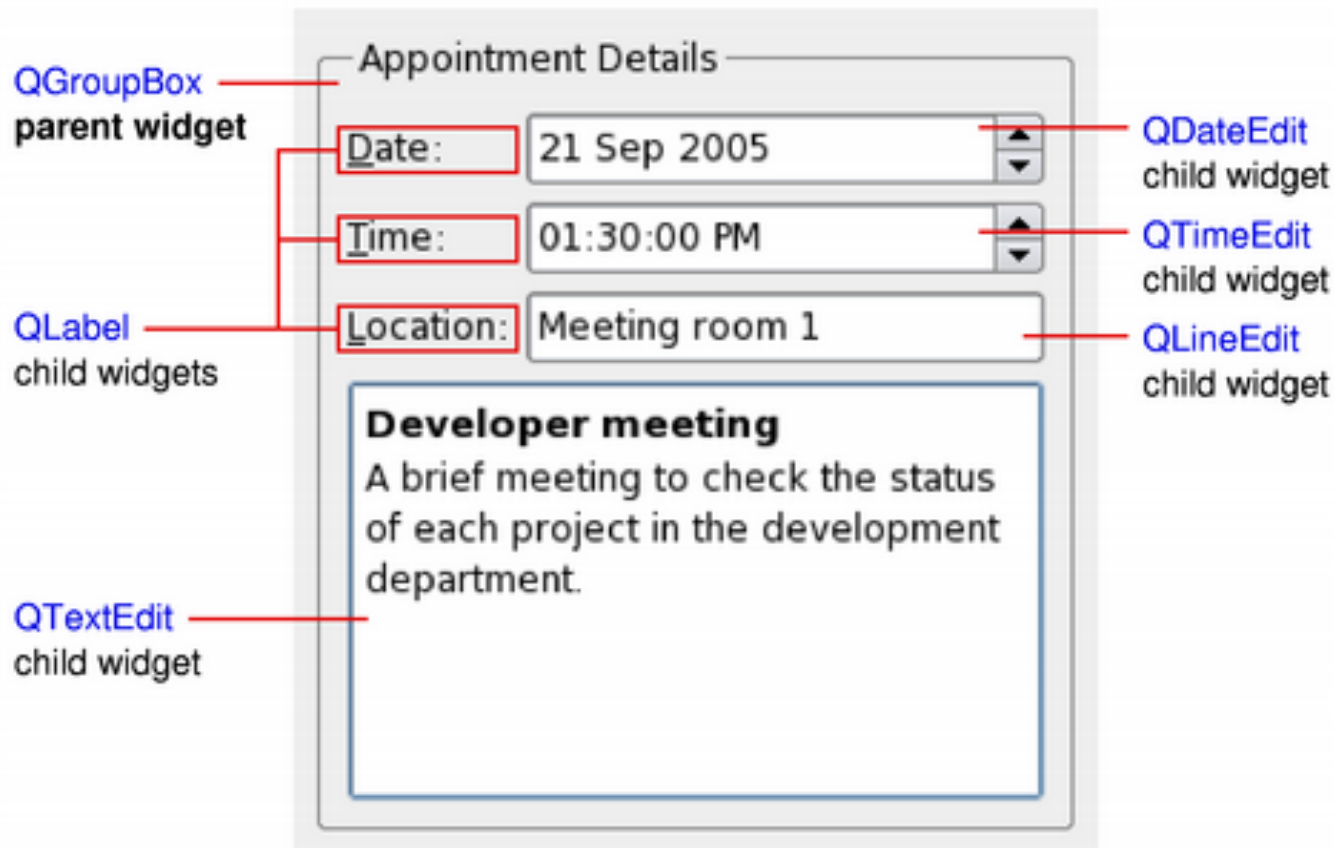 Appointment Details
QGroupBox
parent widget
Date:
21 Sep 2005
QDateEdit
child widget
Time:
01:30:00 PM
QTimeEdit
child widget
QLabel
child widgets
Location:
Meeting room 1
QLineEdit
child widget
Developer meeting
A brief meeting to check the status
of each project in the development
department.
QTextEdit
child widget